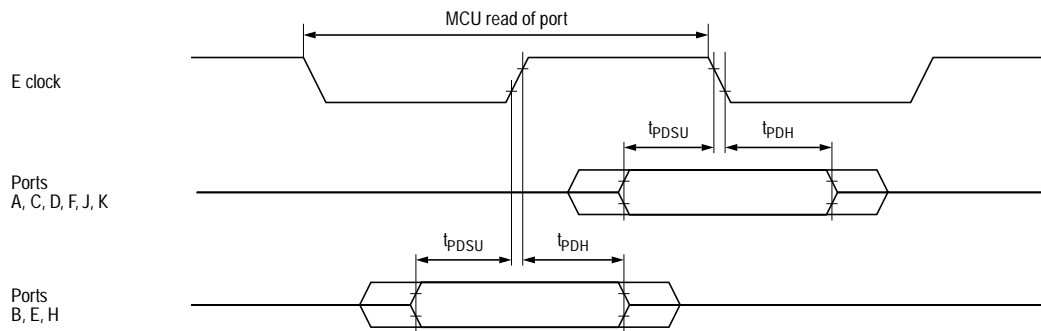 MCU read of port
E clock
tPDSU tPDH
Ports
A, C, D, F, J, K
tPDSU tPDH
Ports
B, E, H